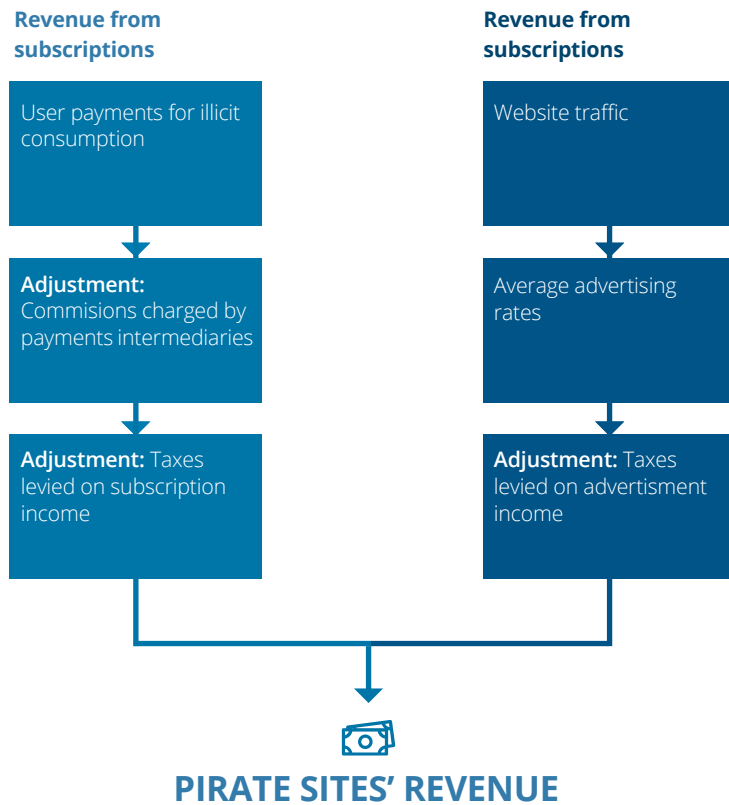 Revenue from
subscriptions
User payments for illicit
consumption
Adjustment:
Commisions charged by
payments intermediaries
Adjustment: Taxes
levied on subscription
income
Revenue from
subscriptions
Website traffic
Average advertising
rates
Adjustment: Taxes
levied on advertisment
income
PIRATE SITES’ REVENUE